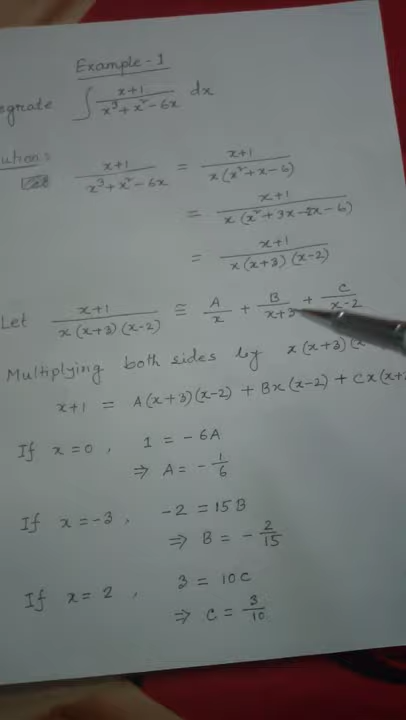 Example-1
egrate ∫ x+1 / x³+x²-6x dx
ution:
x+1 / x³+x²-6x = x+1 / x(x²+x-6)
= x+1 / x(x²+3x-2x-6)
= x+1 / x(x+3)(x-2)
Let x+1 / x(x+3)(x-2) ≅ A/x + B/x+3 + C/x-2
Multiplying both sides by x(x+3)(x
x+1 = A(x+3)(x-2) + Bx(x-2) + Cx(x+
If x=0, 1 = -6A
⇒ A = -1/6
If x=-3, -2 = 15B
⇒ B = -2/15
If x=2, 3 = 10C
⇒ C = 3/10